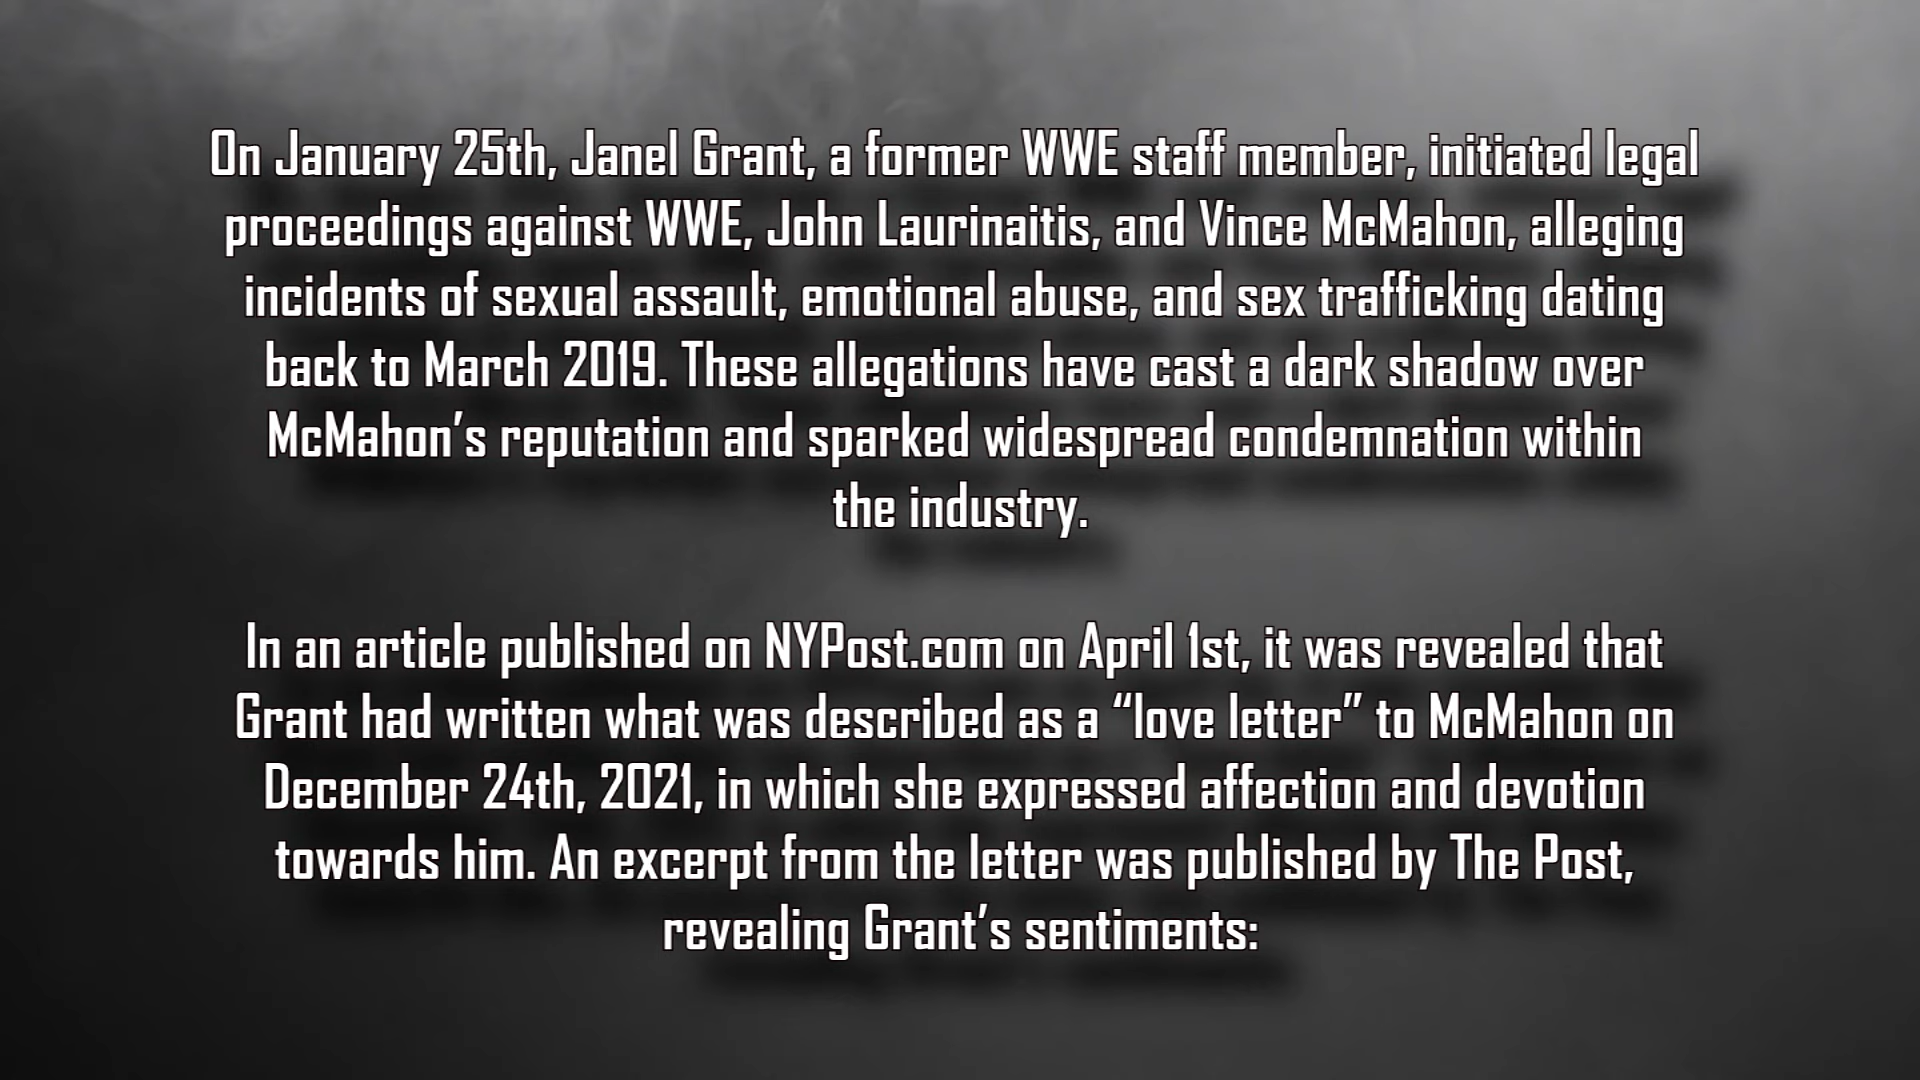 On January 25th, Janel Grant, a former WWE staff member, initiated legal
proceedings against WWE, John Laurinaitis, and Vince McMahon, alleging
incidents of sexual assault, emotional abuse, and sex trafficking dating
back to March 2019. These allegations have cast a dark shadow over
McMahon’s reputation and sparked widespread condemnation within
the industry.
In an article published on NYPost.com on April 1st, it was revealed that
Grant had written what was described as a “love letter” to McMahon on
December 24th, 2021, in which she expressed affection and devotion
towards him. An excerpt from the letter was published by The Post,
revealing Grant’s sentiments: